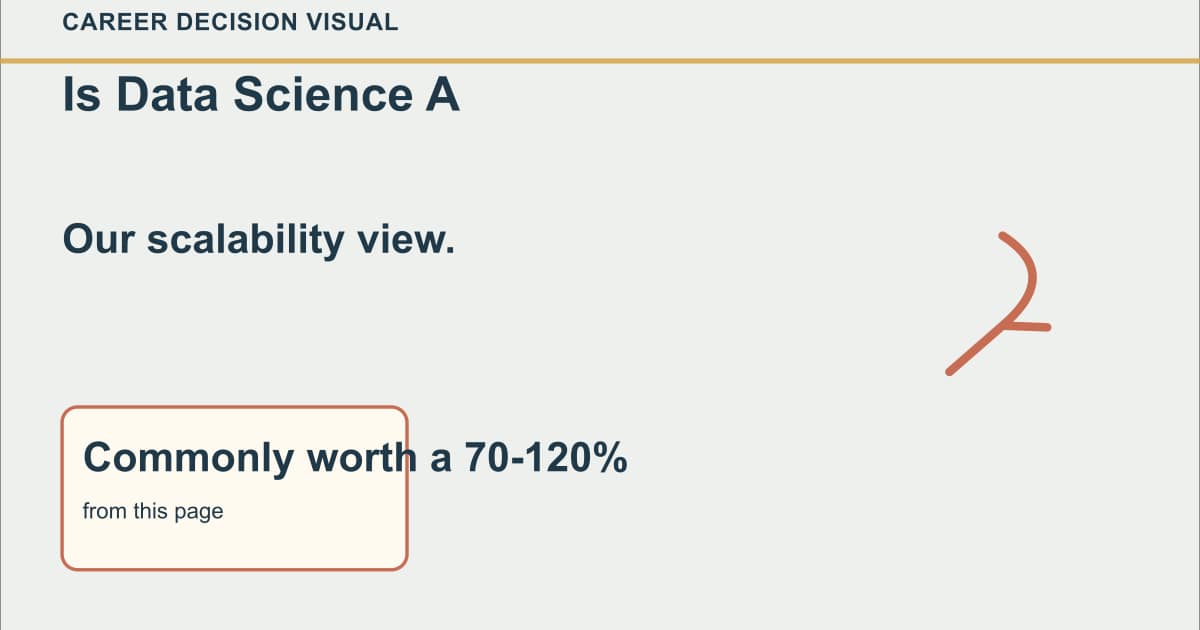 CAREER DECISION VISUAL
Is Data Science A
Our scalability view.
Commonly worth a 70-120%
from this page